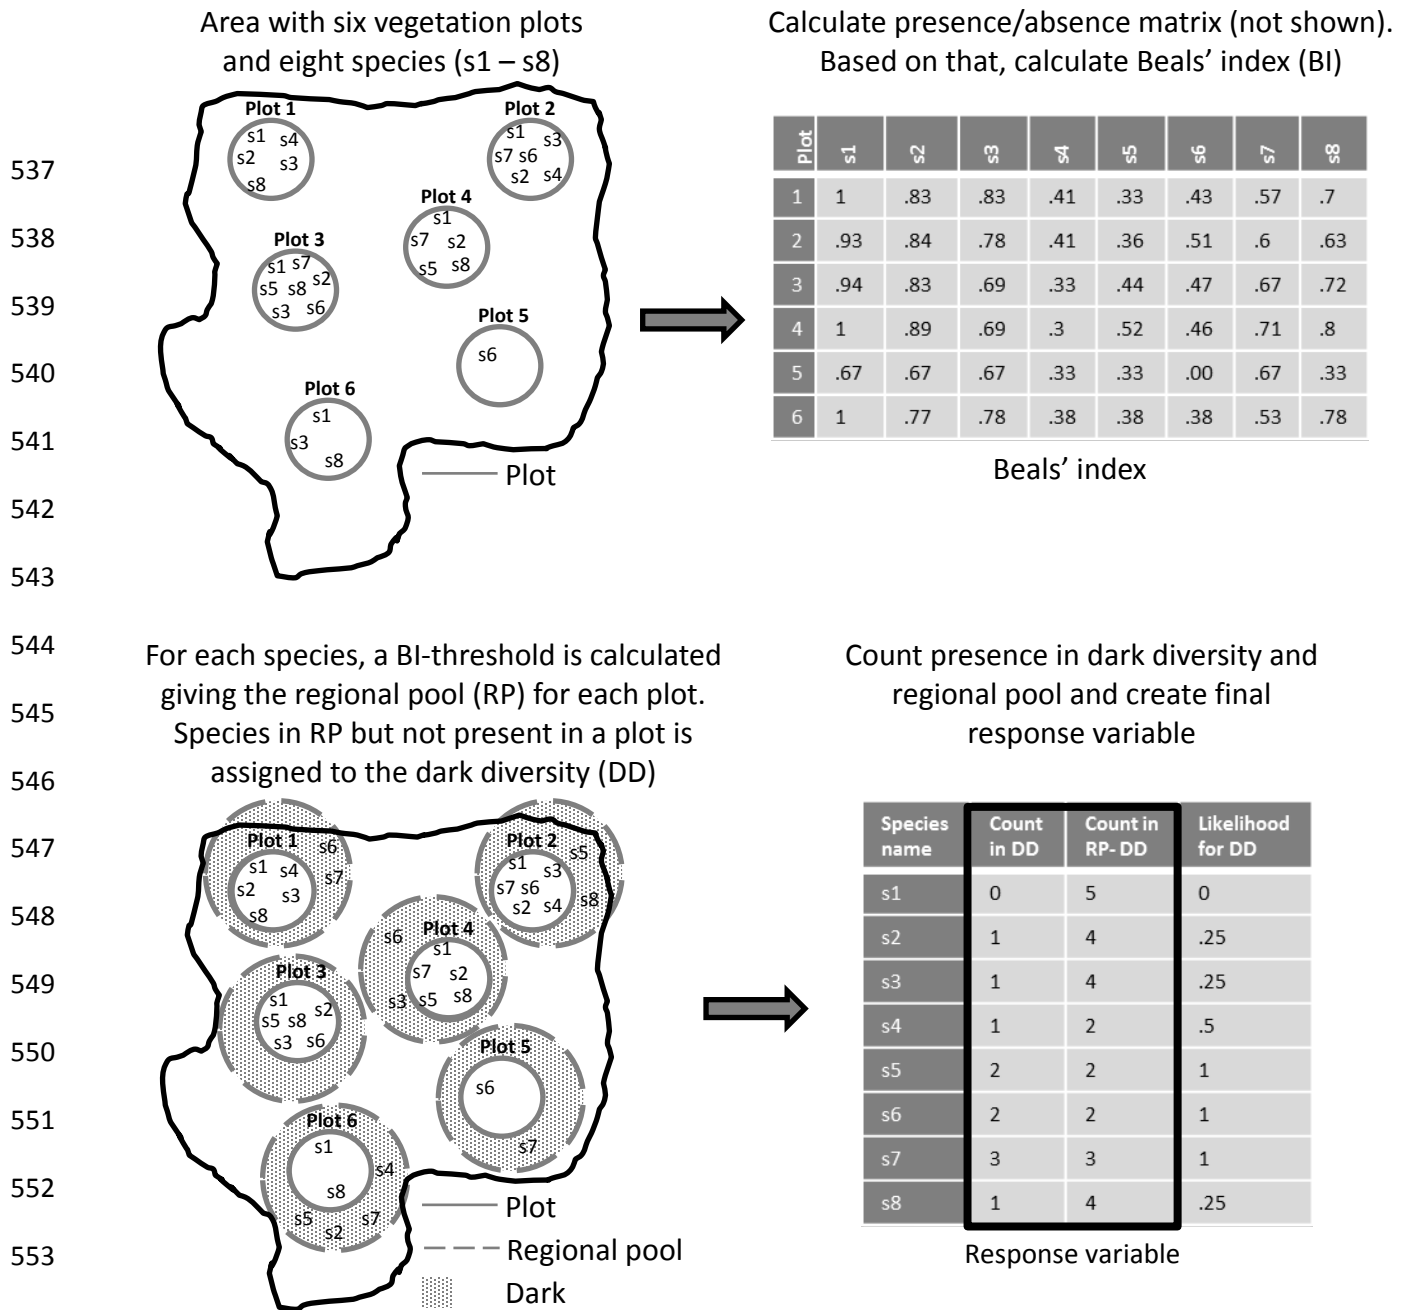 Area with six vegetation plots
and eight species (s1 – s8)
Plot 1
s1 s4
s2 s3
s8
Plot 2
s1 s3
s7 s6
s2 s4
Plot 4
s1
s7 s2
s5 s8
Plot 3
s1 s7
s5 s8 s2
s3 s6
Plot 5
s6
Plot 6
s1
s3
s8
Plot
Calculate presence/absence matrix (not shown).
Based on that, calculate Beals’ index (BI)
Plot s1 s2 s3 s4 s5 s6 s7 s8
1 1 .83 .83 .41 .33 .43 .57 .7
2 .93 .84 .78 .41 .36 .51 .6 .63
3 .94 .83 .69 .33 .44 .47 .67 .72
4 1 .89 .69 .3 .52 .46 .71 .8
5 .67 .67 .67 .33 .33 .00 .67 .33
6 1 .77 .78 .38 .38 .38 .53 .78
Beals’ index
537
538
539
540
541
542
543
544
545
546
547
548
549
550
551
552
553
For each species, a BI-threshold is calculated
giving the regional pool (RP) for each plot.
Species in RP but not present in a plot is
assigned to the dark diversity (DD)
Plot 1
s6
s1 s4
s7
s2 s3
s8
Plot 2
s5
s1 s3
s7 s6
s2 s4 s8
Plot 4
s6
s1
s7 s2
s3 s5 s8
Plot 3
s1 s2
s5 s8
s3 s6
Plot 5
s6
s7
Plot 6
s1
s4
s8
s5 s2 s7
Plot
Regional pool
Dark
Count presence in dark diversity and
regional pool and create final
response variable
Species name Count in DD Count in RP- DD Likelihood for DD
s1 0 5 0
s2 1 4 .25
s3 1 4 .25
s4 1 2 .5
s5 2 2 1
s6 2 2 1
s7 3 3 1
s8 1 4 .25
Response variable